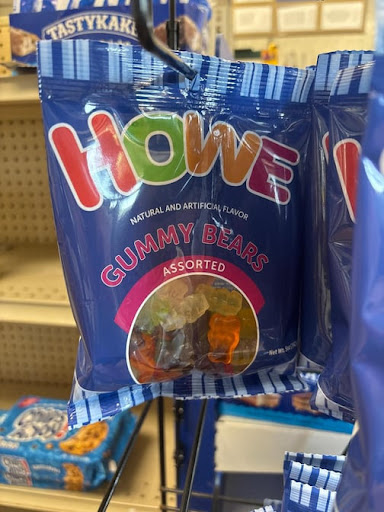 TASTYKAKE
HOWE
NATURAL AND ARTIFICIAL FLAVOR
GUMMY BEARS
ASSORTED